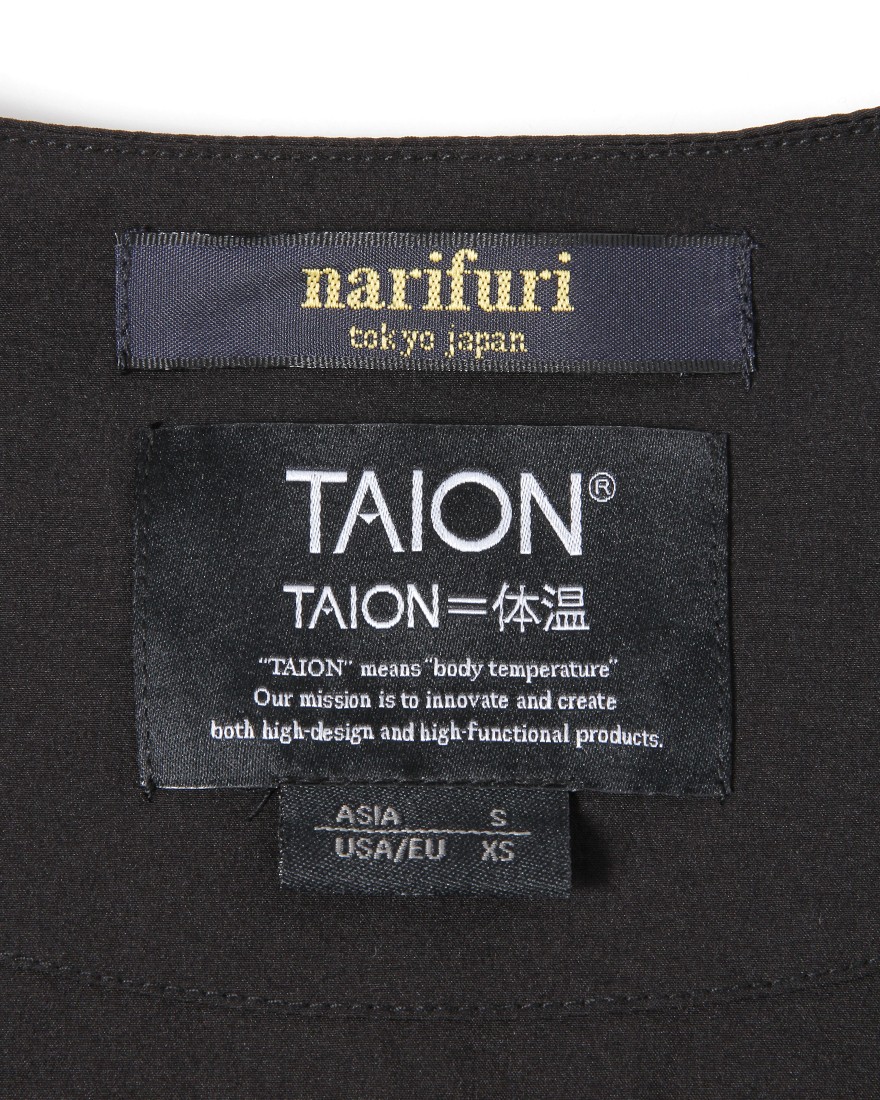 narifuri
tokyo japan
TAION®
TAION=体温
"TAION" means "body temperature"
Our mission is to innovate and create
both high-design and high-functional products.
ASIA S
USA/EU XS